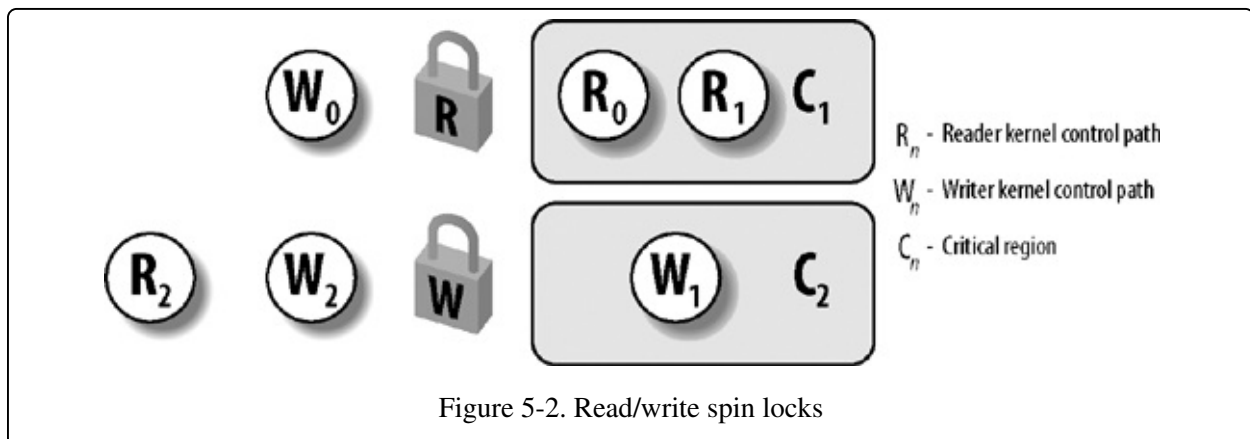 W0 R R0 R1 C1
R2 W2 W W1 C2
Rn - Reader kernel control path
Wn - Writer kernel control path
Cn - Critical region
Figure 5-2. Read/write spin locks